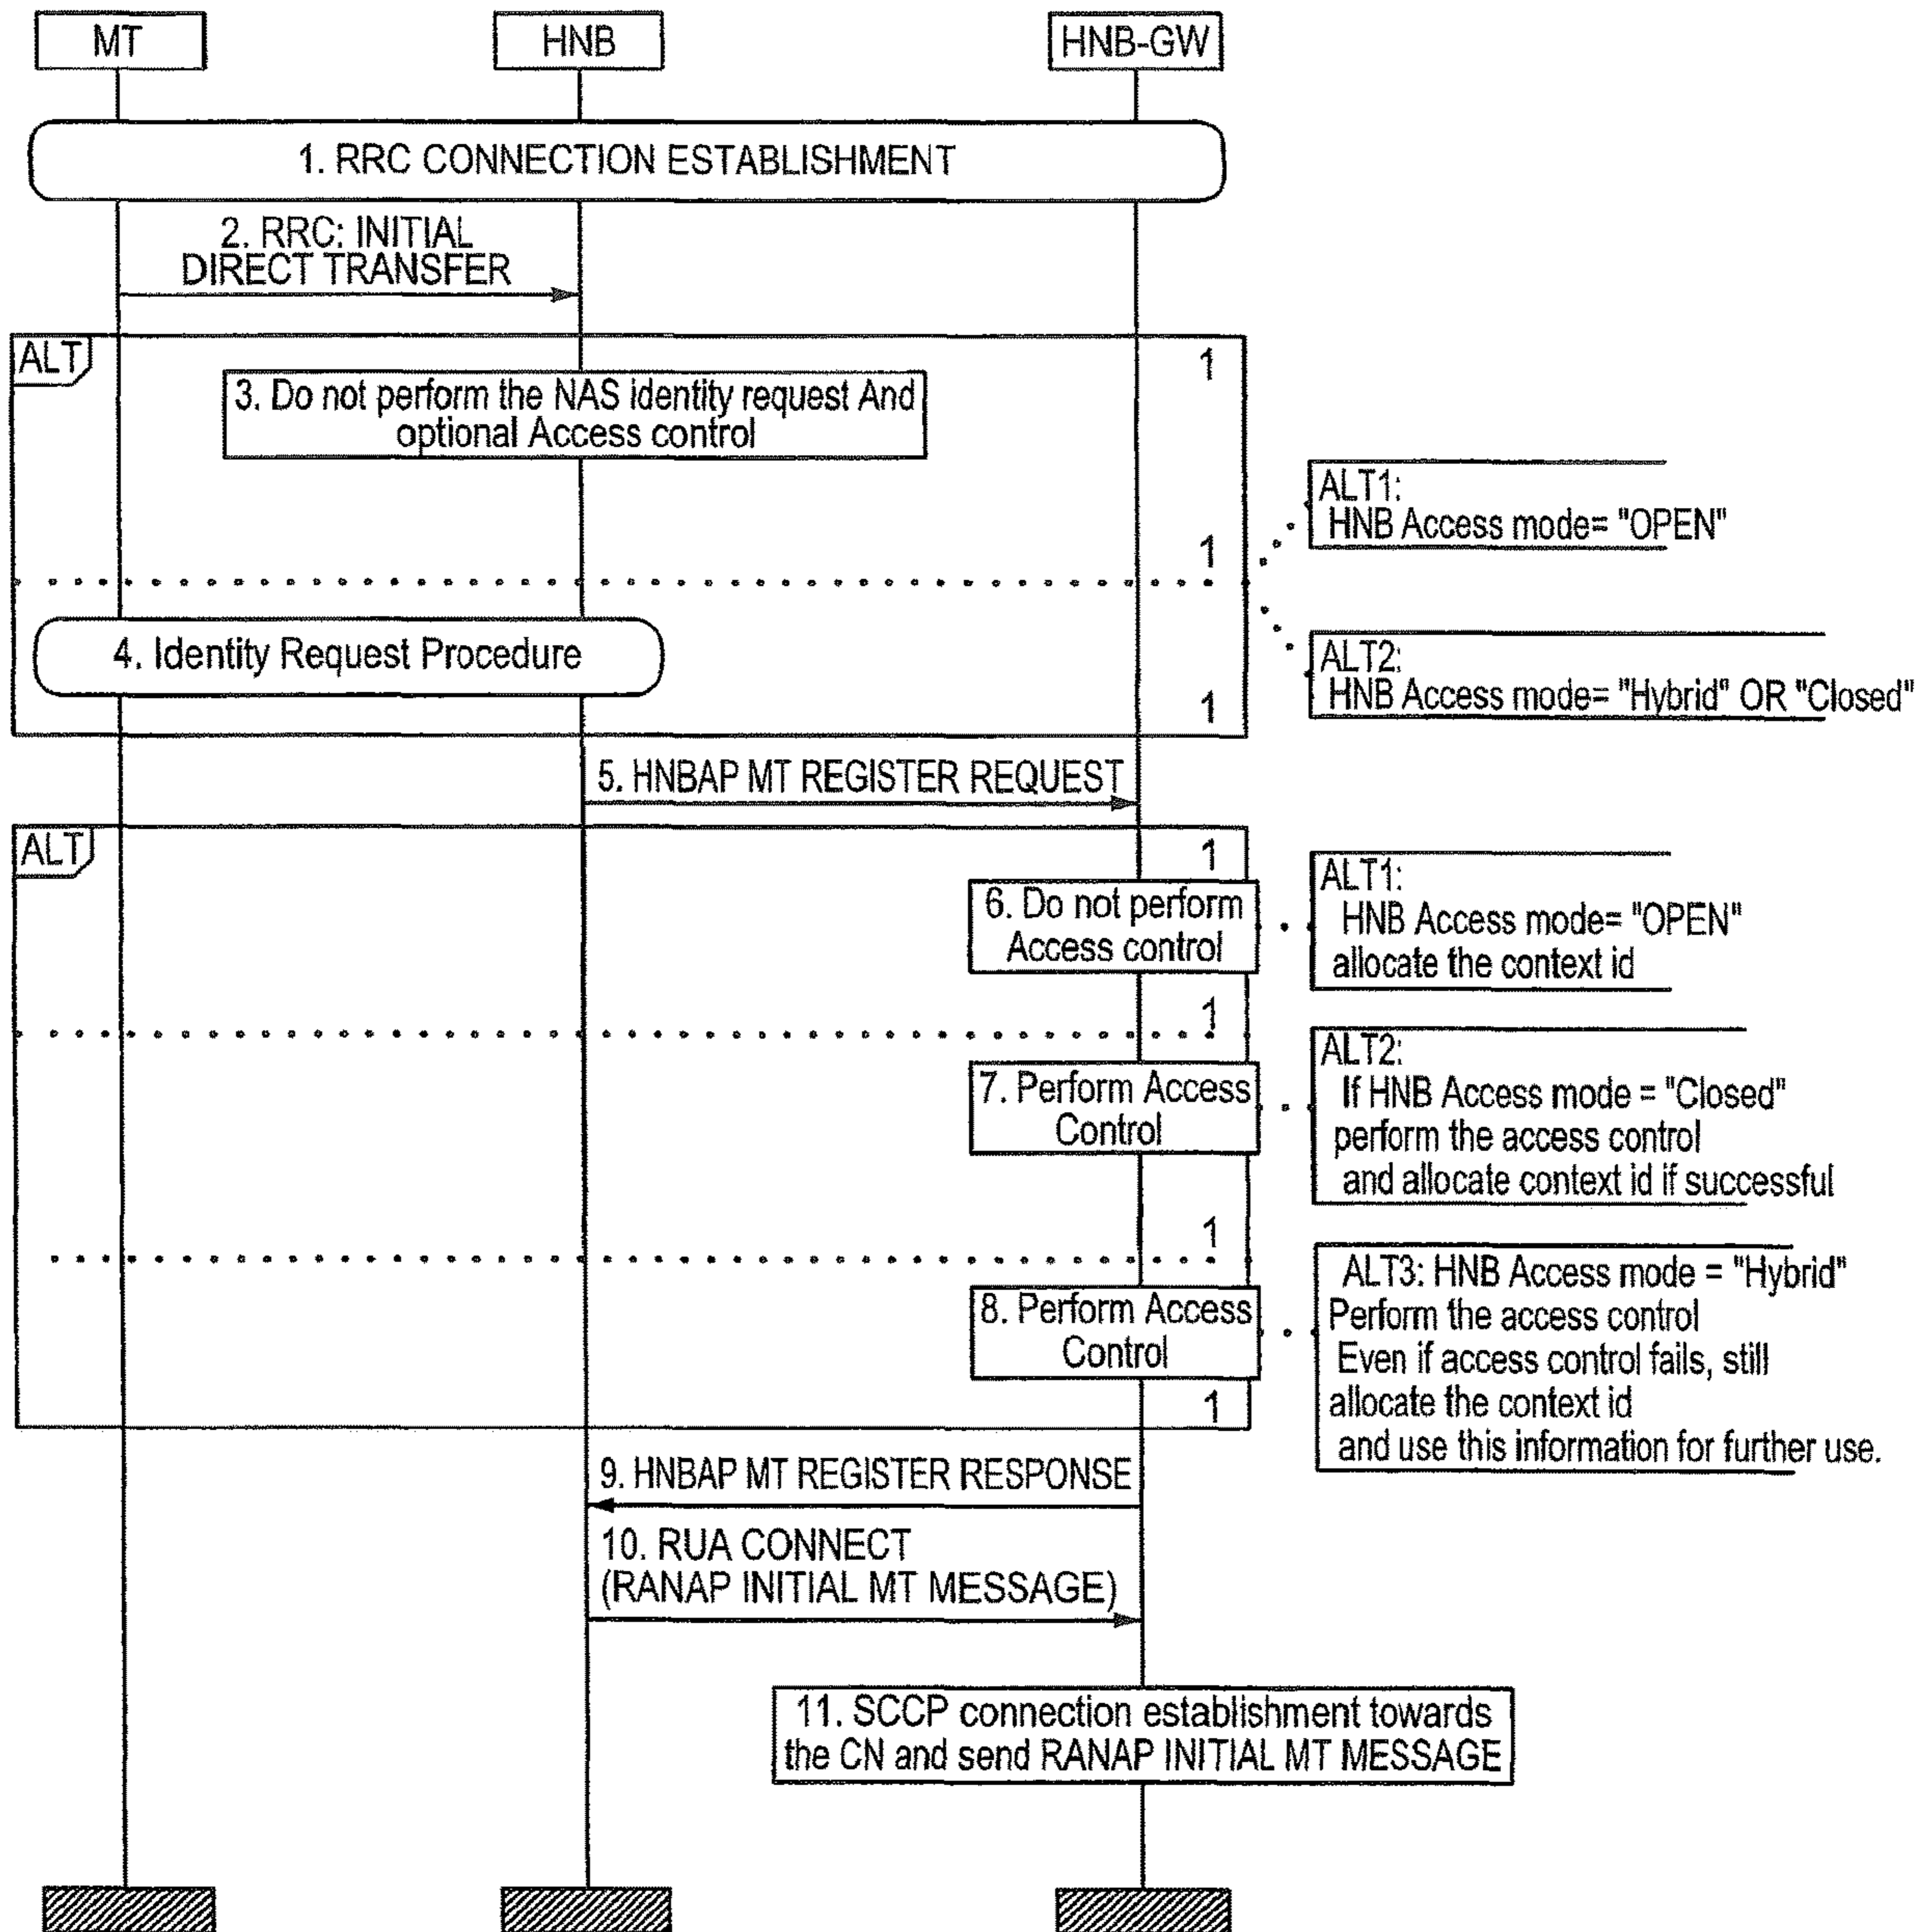 MT
HNB
HNB-GW
1. RRC CONNECTION ESTABLISHMENT
2. RRC: INITIAL
DIRECT TRANSFER
ALT
1
3. Do not perform the NAS identity request And
optional Access control
ALT1:
HNB Access mode= "OPEN"
1
4. Identity Request Procedure
ALT2:
HNB Access mode= "Hybrid" OR "Closed"
1
5. HNBAP MT REGISTER REQUEST
ALT
1
6. Do not perform
Access control
ALT1:
HNB Access mode= "OPEN"
allocate the context id
1
7. Perform Access
Control
ALT2:
If HNB Access mode = "Closed"
perform the access control
and allocate context id if successful
1
8. Perform Access
Control
ALT3: HNB Access mode = "Hybrid"
Perform the access control
Even if access control fails, still
allocate the context id
and use this information for further use.
1
9. HNBAP MT REGISTER RESPONSE
10. RUA CONNECT
(RANAP INITIAL MT MESSAGE)
11. SCCP connection establishment towards
the CN and send RANAP INITIAL MT MESSAGE